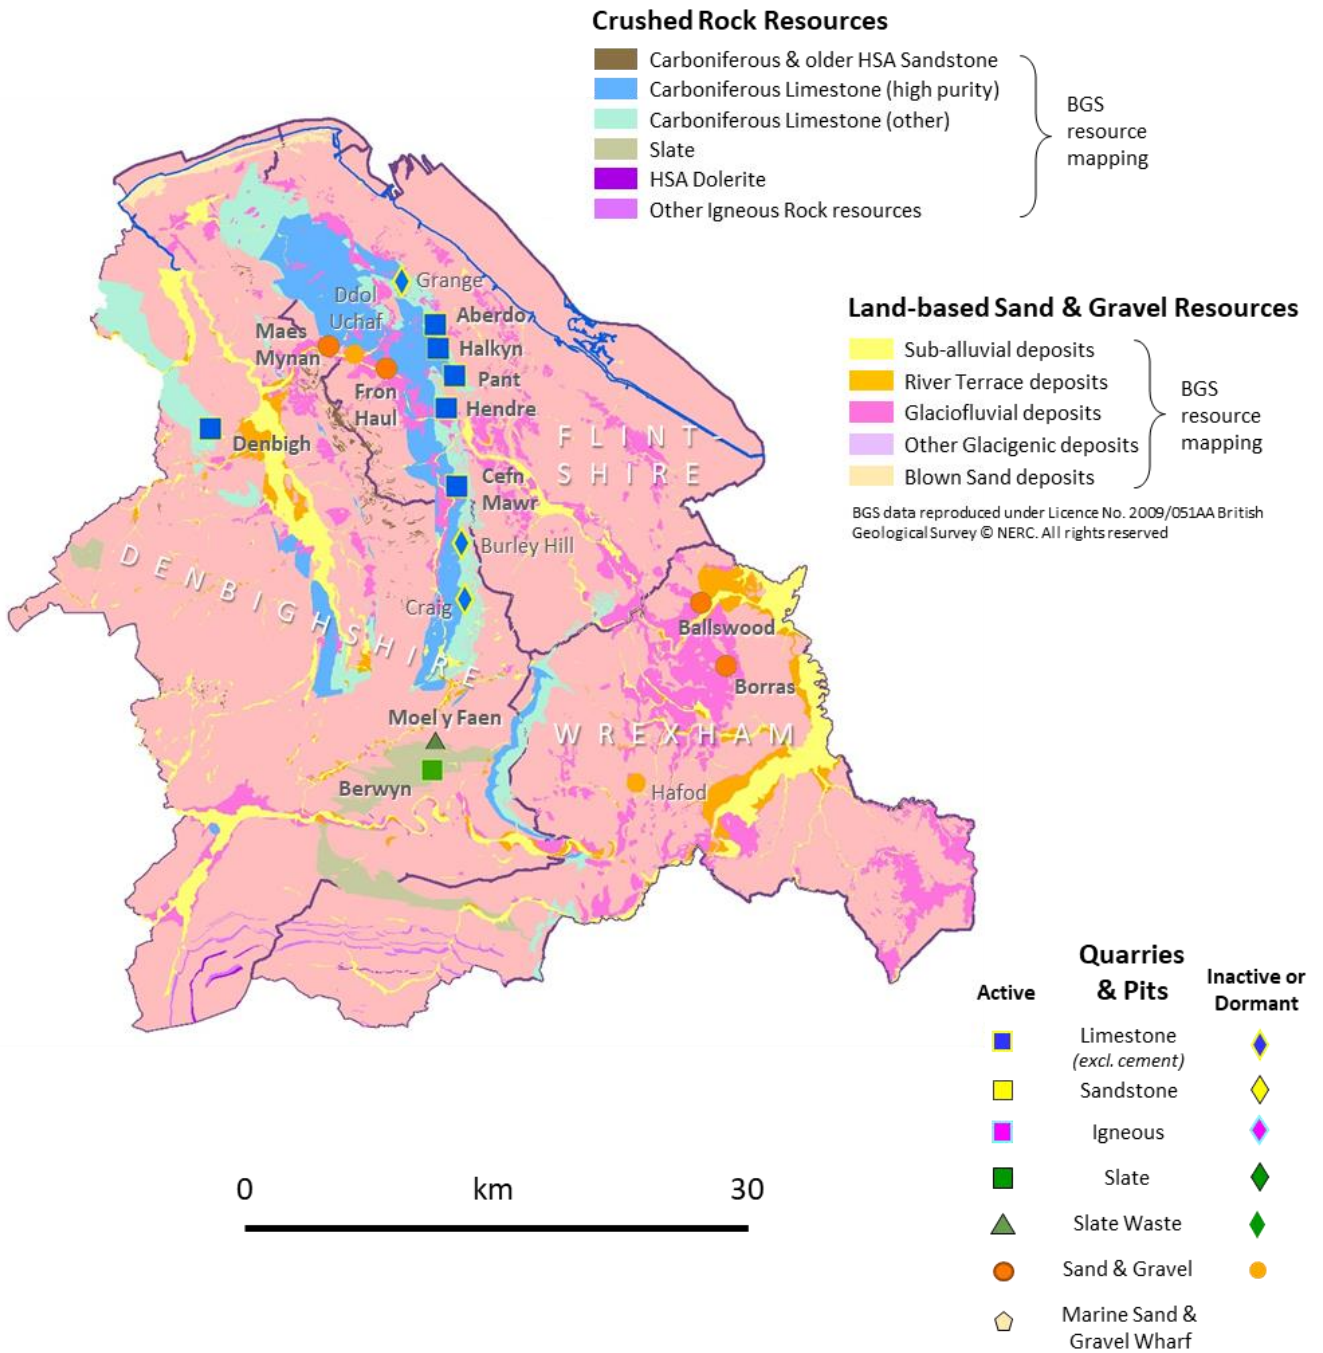 Crushed Rock Resources
Carboniferous & older HSA Sandstone
Carboniferous Limestone (high purity)
Carboniferous Limestone (other)
Slate
HSA Dolerite
Other Igneous Rock resources
BGS
resource
mapping
Land-based Sand & Gravel Resources
Sub-alluvial deposits
River Terrace deposits
Glaciofluvial deposits
Other Glacigenic deposits
Blown Sand deposits
BGS
resource
mapping
BGS data reproduced under Licence No. 2009/051AA British
Geological Survey © NERC. All rights reserved
Grange
Ddol
Uchaf
Aberdo
Maes
Mynan
Halkyn
Pant
Fron
Haul
Hendre
Denbigh
FLINT-
SHIRE
Cefn
Mawr
Burley Hill
DENBIGHSHIRE
Craig
Ballswood
Borras
Moel y Faen
WREXHAM
Berwyn
Hafod
Active
Quarries
& Pits
Inactive or
Dormant
Limestone
(excl. cement)
Sandstone
Igneous
Slate
Slate Waste
Sand & Gravel
Marine Sand &
Gravel Wharf
0 km 30